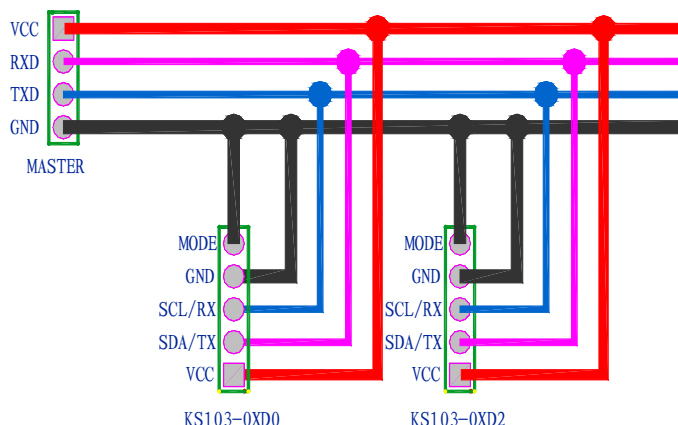 VCC
RXD
TXD
GND
MASTER
MODE
GND
SCL/RX
SDA/TX
VCC
KS103-0XD0
MODE
GND
SCL/RX
SDA/TX
VCC
KS103-0XD2